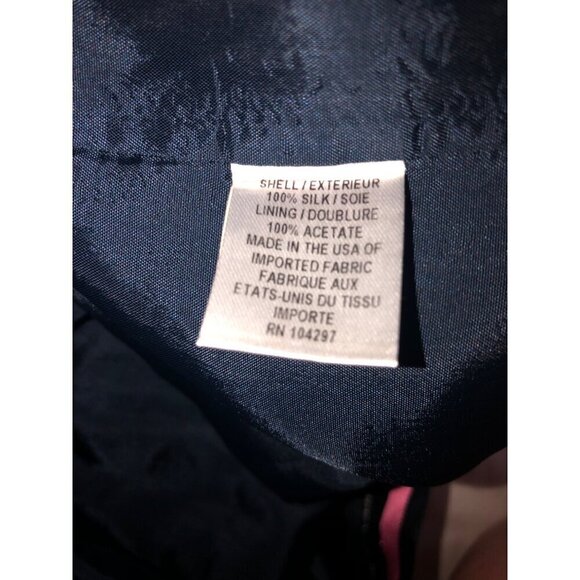 SHELL / EXTERIEUR
100% SILK / SOIE
LINING / DOUBLURE
100% ACETATE
MADE IN THE USA OF
IMPORTED FABRIC
FABRIQUE AUX
ETATS-UNIS DU TISSU
IMPORTE
RN 104297